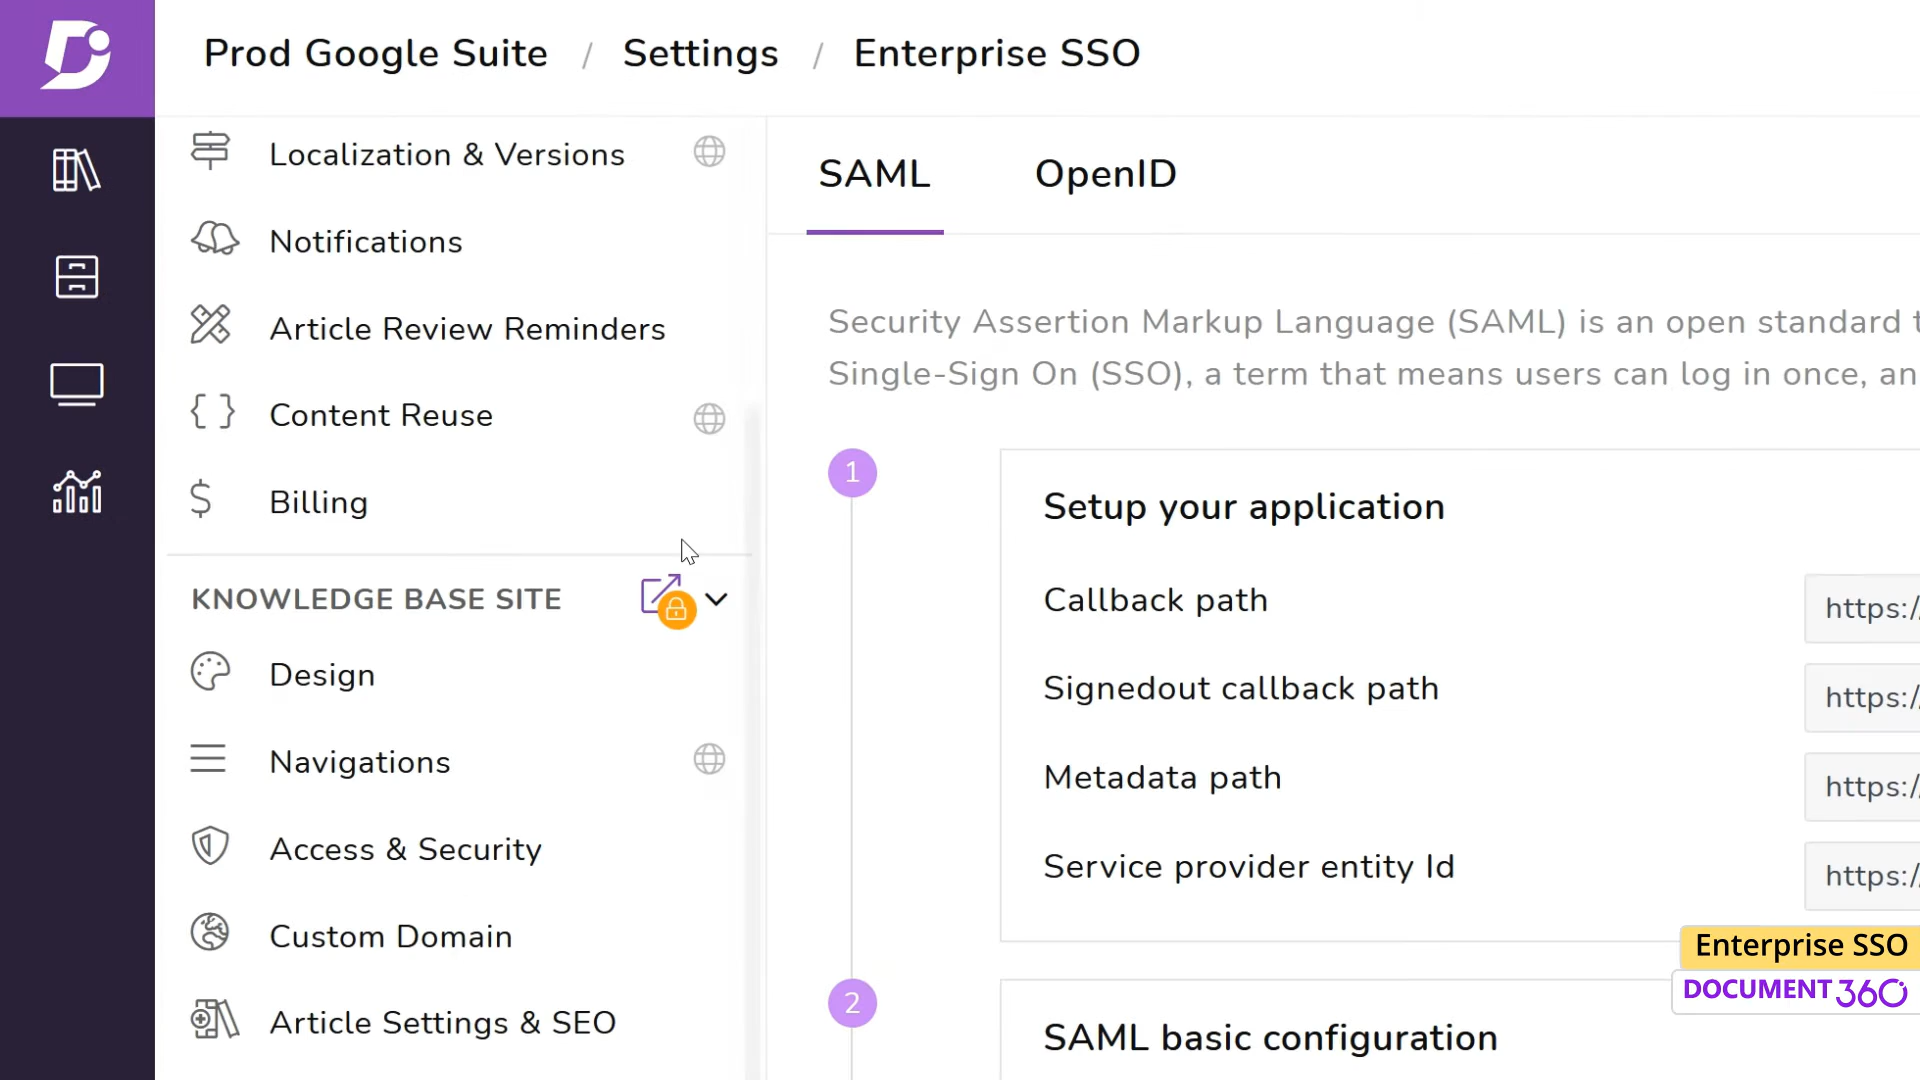 Prod Google Suite / Settings / Enterprise SSO
Localization & Versions
Notifications
Article Review Reminders
Content Reuse
Billing
KNOWLEDGE BASE SITE
Design
Navigations
Access & Security
Custom Domain
Article Settings & SEO
SAML OpenID
Security Assertion Markup Language (SAML) is an open standard
Single-Sign On (SSO), a term that means users can log in once, an
1
Setup your application
Callback path https:/
Signedout callback path https:/
Metadata path https:/
Service provider entity Id https:/
2
SAML basic configuration
Enterprise SSO
DOCUMENT360